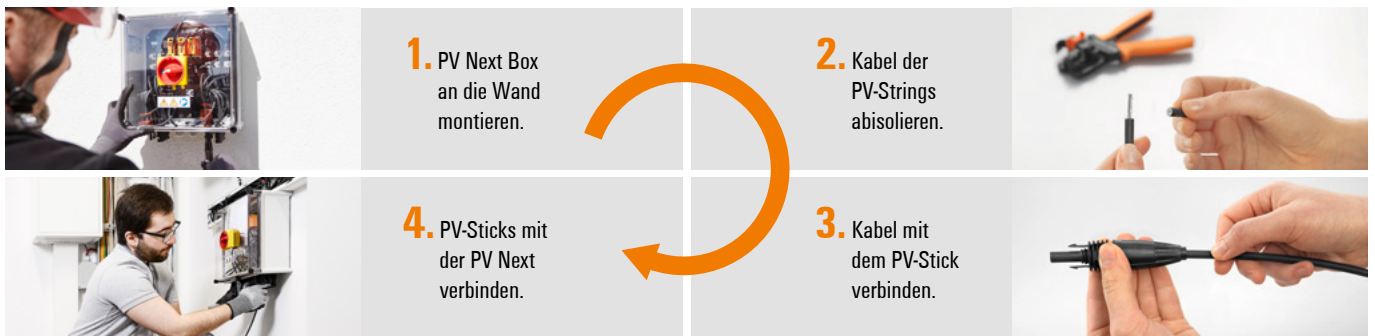 1. PV Next Box
an die Wand
montieren.
2. Kabel der
PV-Strings
abisolieren.
3. Kabel mit
dem PV-Stick
verbinden.
4. PV-Sticks mit
der PV Next
verbinden.